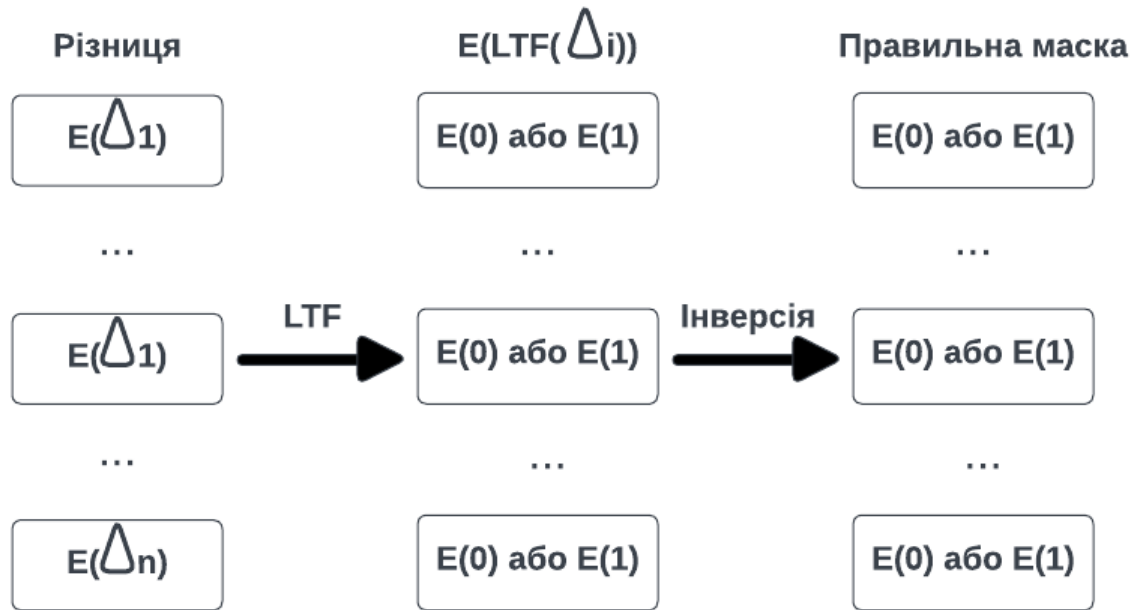 Різниця E(LTF(Δi)) Правильна маска
E(Δ1) E(0) або E(1) E(0) або E(1)
... ... ...
LTF Інверсія
E(Δ1) E(0) або E(1) E(0) або E(1)
... ... ...
E(Δn) E(0) або E(1) E(0) або E(1)